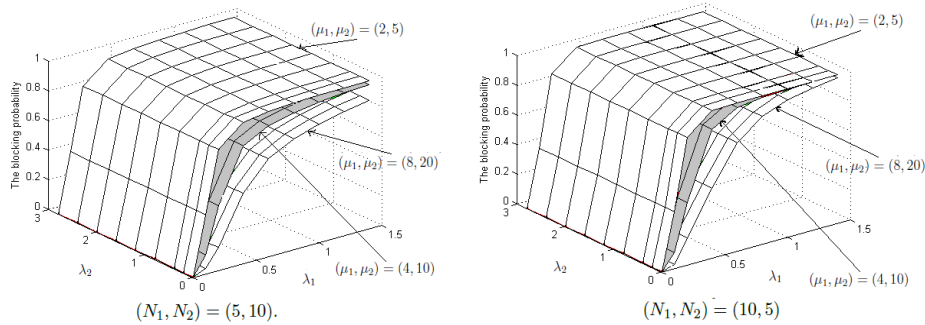 (μ₁, μ₂) = (2, 5)
The blocking probability
1
0.8
0.6
0.4
0.2
0
3
2
1
0
λ₂
0
0.5
1
1.5
λ₁
(μ₁, μ₂) = (8, 20)
(μ₁, μ₂) = (4, 10)
(N₁, N₂) = (5, 10).
(μ₁, μ₂) = (2, 5)
The blocking probability
1
0.8
0.6
0.4
0.2
0
3
2
1
0
λ₂
0
0.5
1
1.5
λ₁
(μ₁, μ₂) = (8, 20)
(μ₁, μ₂) = (4, 10)
(N₁, N₂) = (10, 5)